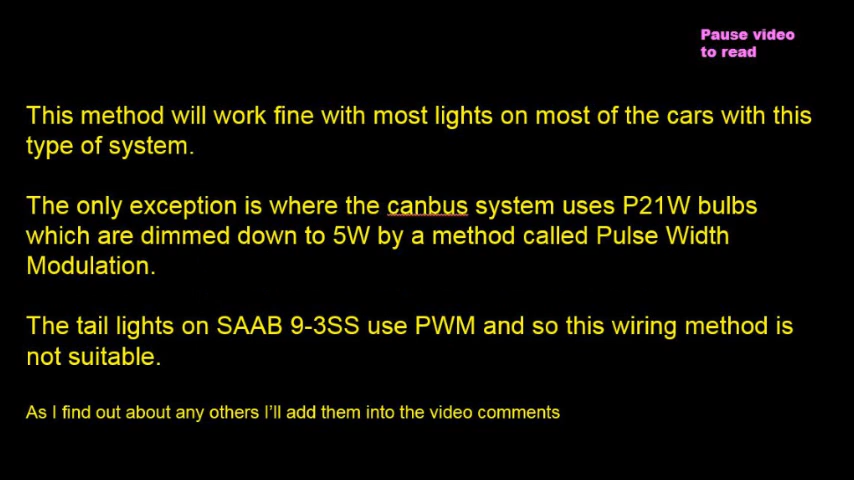 Pause video
to read
This method will work fine with most lights on most of the cars with this
type of system.
The only exception is where the canbus system uses P21W bulbs
which are dimmed down to 5W by a method called Pulse Width
Modulation.
The tail lights on SAAB 9-3SS use PWM and so this wiring method is
not suitable.
As I find out about any others I'll add them into the video comments